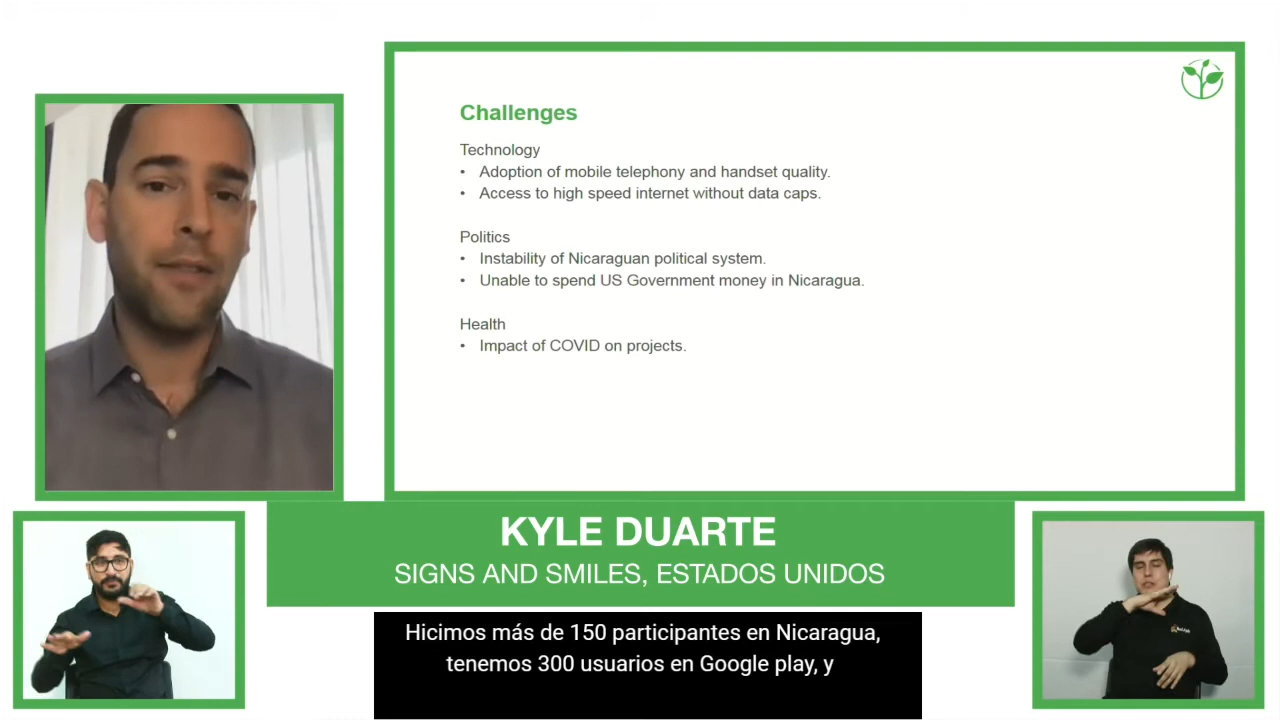 Challenges
Technology
• Adoption of mobile telephony and handset quality.
• Access to high speed internet without data caps.
Politics
• Instability of Nicaraguan political system.
• Unable to spend US Government money in Nicaragua.
Health
• Impact of COVID on projects.
KYLE DUARTE
SIGNS AND SMILES, ESTADOS UNIDOS
Hicimos más de 150 participantes en Nicaragua,
tenemos 300 usuarios en Google play, y